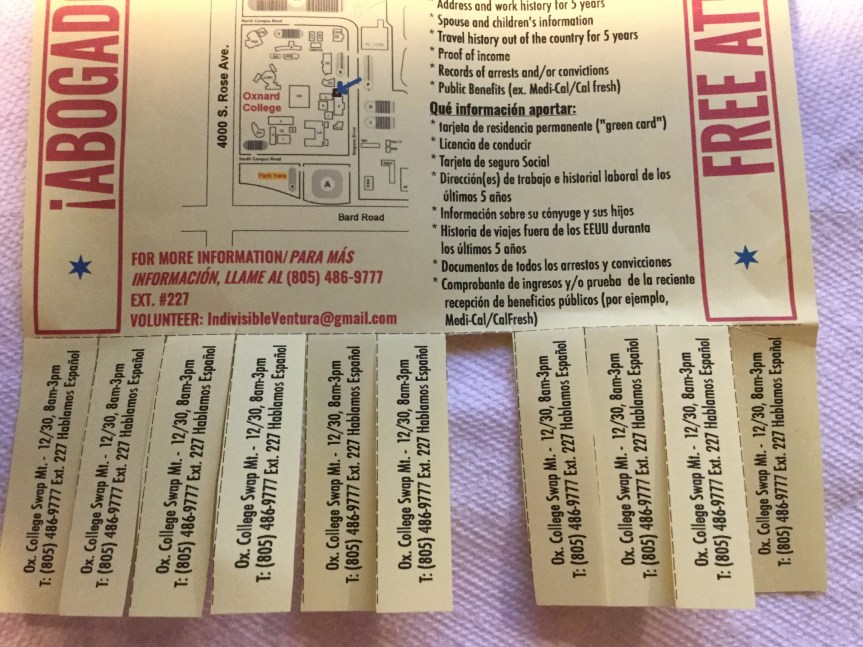 ¡ABOGAD
4000 S. Rose Ave.
North Campus Road
Oxnard
College
South Campus Road
Park here
A
Bard Road
FOR MORE INFORMATION/ PARA MÁS
INFORMACIÓN, LLAME AL (805) 486-9777
EXT. #227
VOLUNTEER: IndivisibleVentura@gmail.com
* Address and work history for 5 years
* Spouse and children's information
* Travel history out of the country for 5 years
* Proof of income
* Records of arrests and/or convictions
* Public Benefits (ex. Medi-Cal/Cal fresh)
Qué información aportar:
* tarjeta de residencia permanente ("green card")
* Licencia de conducir
* Tarjeta de seguro Social
* Dirección(es) de trabajo e historial laboral de los
últimos 5 años
* Información sobre su cónyuge y sus hijos
* Historia de viajes fuera de los EEUU duranta
los últimos 5 años
* Documentos de todos los arrestos y convicciones
* Comprobante de ingresos y/o prueba de la reciente
recepción de beneficios públicos (por ejemplo,
Medi-Cal/CalFresh)
FREE AT
Ox. College Swap Mt. - 12/30, 8am-3pm
T: (805) 486-9777 Ext. 227 Hablamos Español
Ox. College Swap Mt. - 12/30, 8am-3pm
T: (805) 486-9777 Ext. 227 Hablamos Español
Ox. College Swap Mt. - 12/30, 8am-3pm
T: (805) 486-9777 Ext. 227 Hablamos Español
Ox. College Swap Mt. - 12/30, 8am-3pm
T: (805) 486-9777 Ext. 227 Hablamos Español
Ox. College Swap Mt. - 12/30, 8am-3pm
T: (805) 486-9777 Ext. 227 Hablamos Español
Ox. College Swap Mt. - 12/30, 8am-3pm
T: (805) 486-9777 Ext. 227 Hablamos Español
Ox. College Swap Mt. - 12/30, 8am-3pm
T: (805) 486-9777 Ext. 227 Hablamos Español
Ox. College Swap Mt. - 12/30, 8am-3pm
T: (805) 486-9777 Ext. 227 Hablamos Español
Ox. College Swap Mt. - 12/30, 8am-3pm
T: (805) 486-9777 Ext. 227 Hablamos Español
Ox. College Swap Mt. - 12/30, 8am-3pm
T: (805) 486-9777 Ext. 227 Hablamos Español